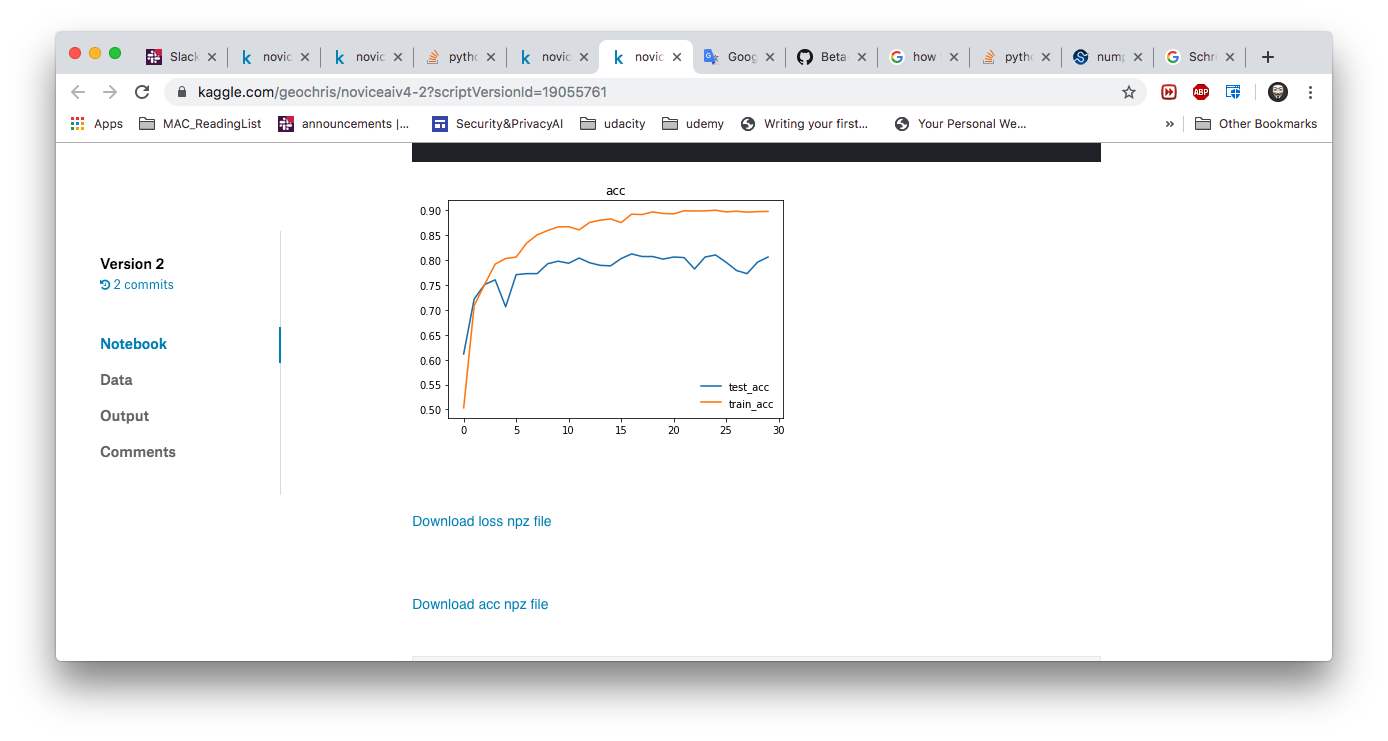 Slack novic novic pytho novic novic Goog Beta how pytho nump Schr
kaggle.com/geochris/noviceaiv4-2?scriptVersionId=19055761
ABP
Apps MAC_ReadingList announcements |... Security&PrivacyAI udacity udemy Writing your first... Your Personal We... » Other Bookmarks
Version 2
2 commits
Notebook
Data
Output
Comments
acc
0.90
0.85
0.80
0.75
0.70
0.65
0.60
0.55
0.50
test_acc
train_acc
0 5 10 15 20 25 30
Download loss npz file
Download acc npz file